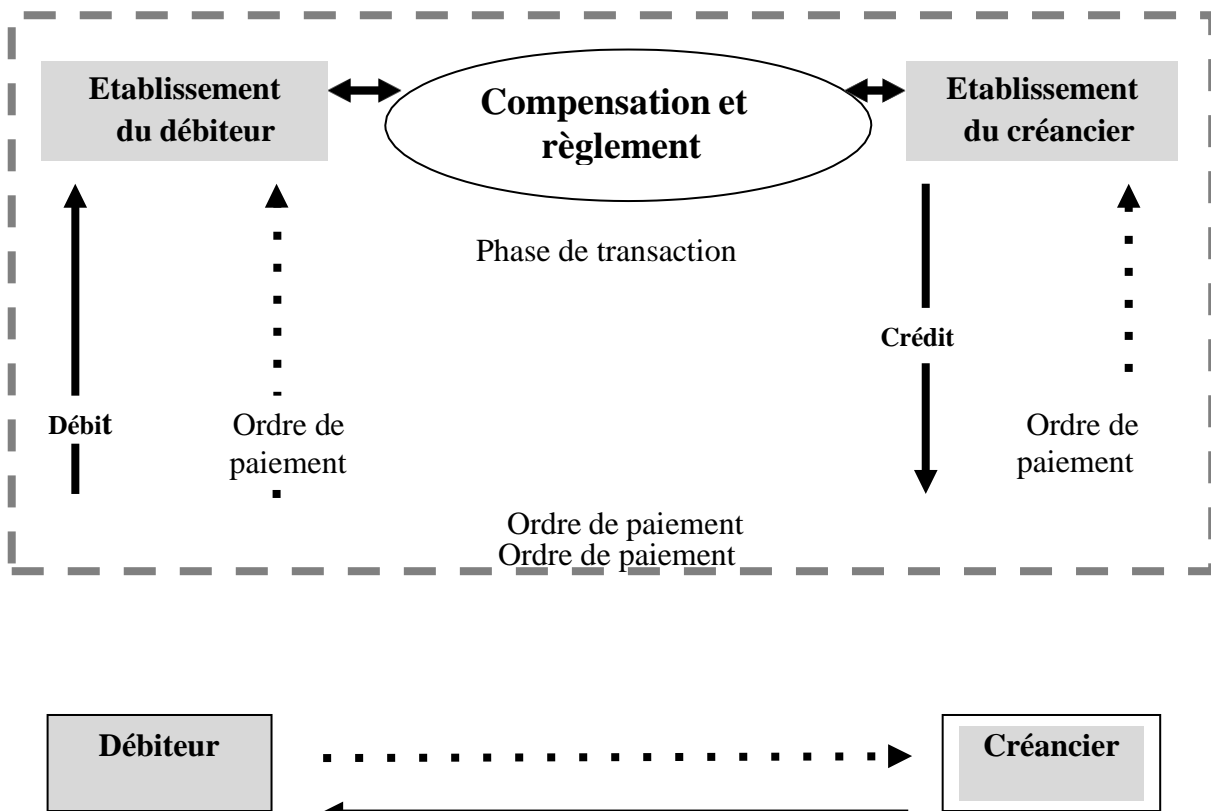 Etablissement
du débiteur
Compensation et
règlement
Etablissement
du créancier
Phase de transaction
Crédit
Débit
Ordre de
paiement
Ordre de
paiement
Ordre de paiement
Ordre de paiement
Débiteur
Créancier